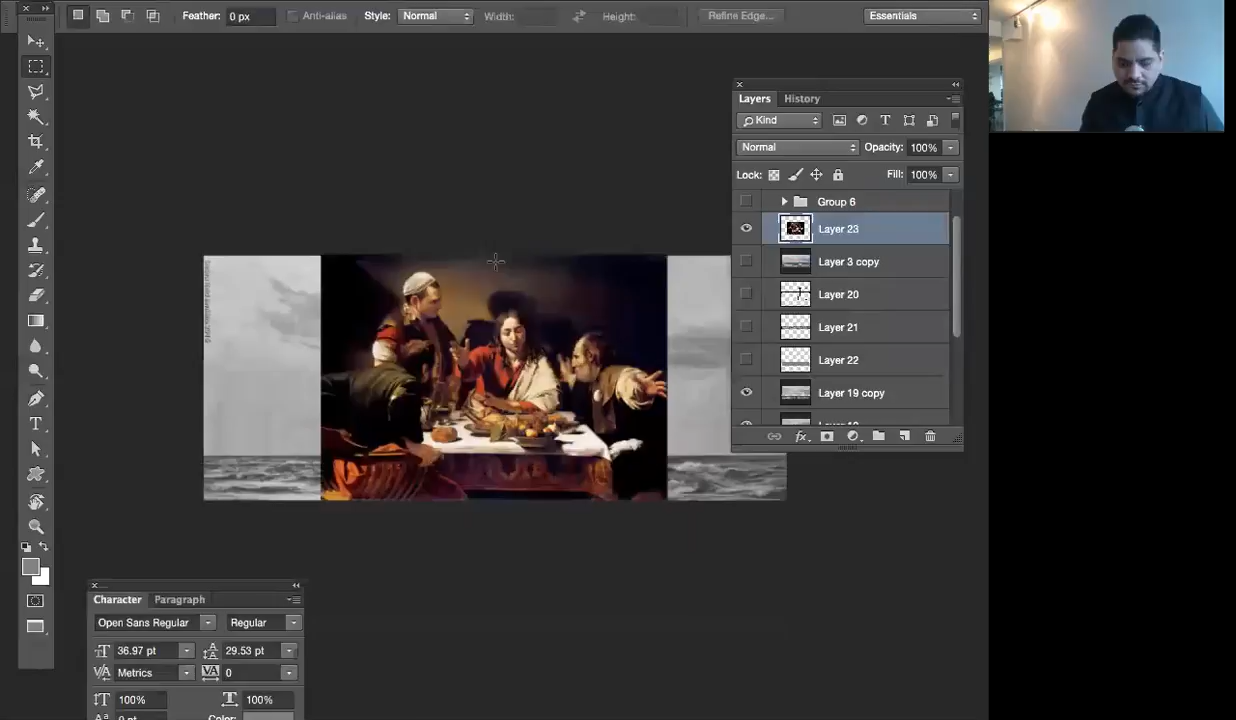 Feather: 0 px Anti-alias Style: Normal Width: Height: Refine Edge... Essentials
Layers History
Kind
Normal Opacity: 100%
Lock: Fill: 100%
Group 6
Layer 23
Layer 3 copy
Layer 20
Layer 21
Layer 22
Layer 19 copy
Character Paragraph
Open Sans Regular Regular
36.97 pt 29.53 pt
Metrics 0
100% 100%